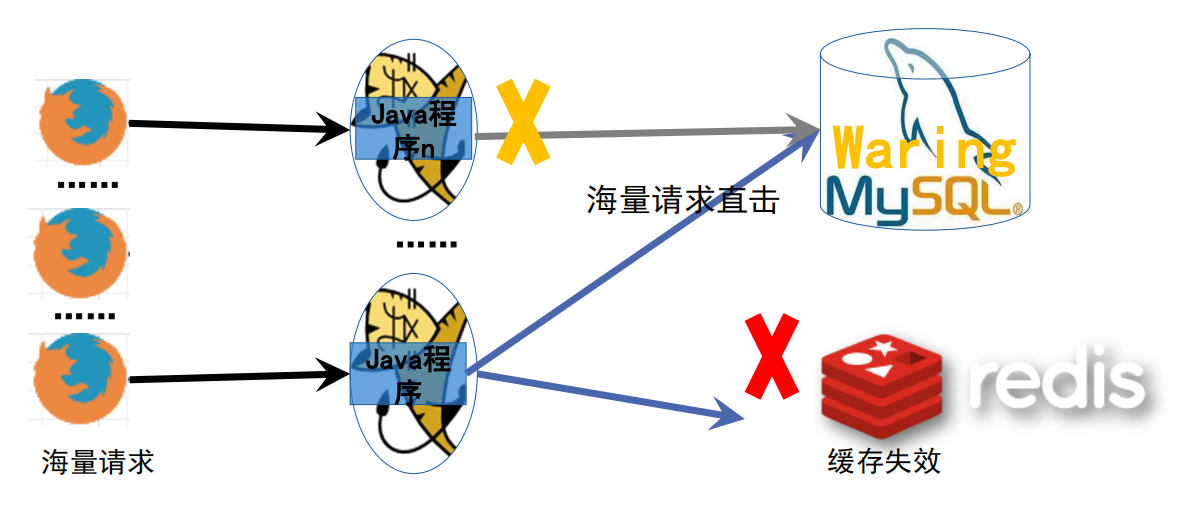 Java程
序n
Waring
MySQL®
......
海量请求直击
......
......
Java程
序
redis
海量请求
缓存失效